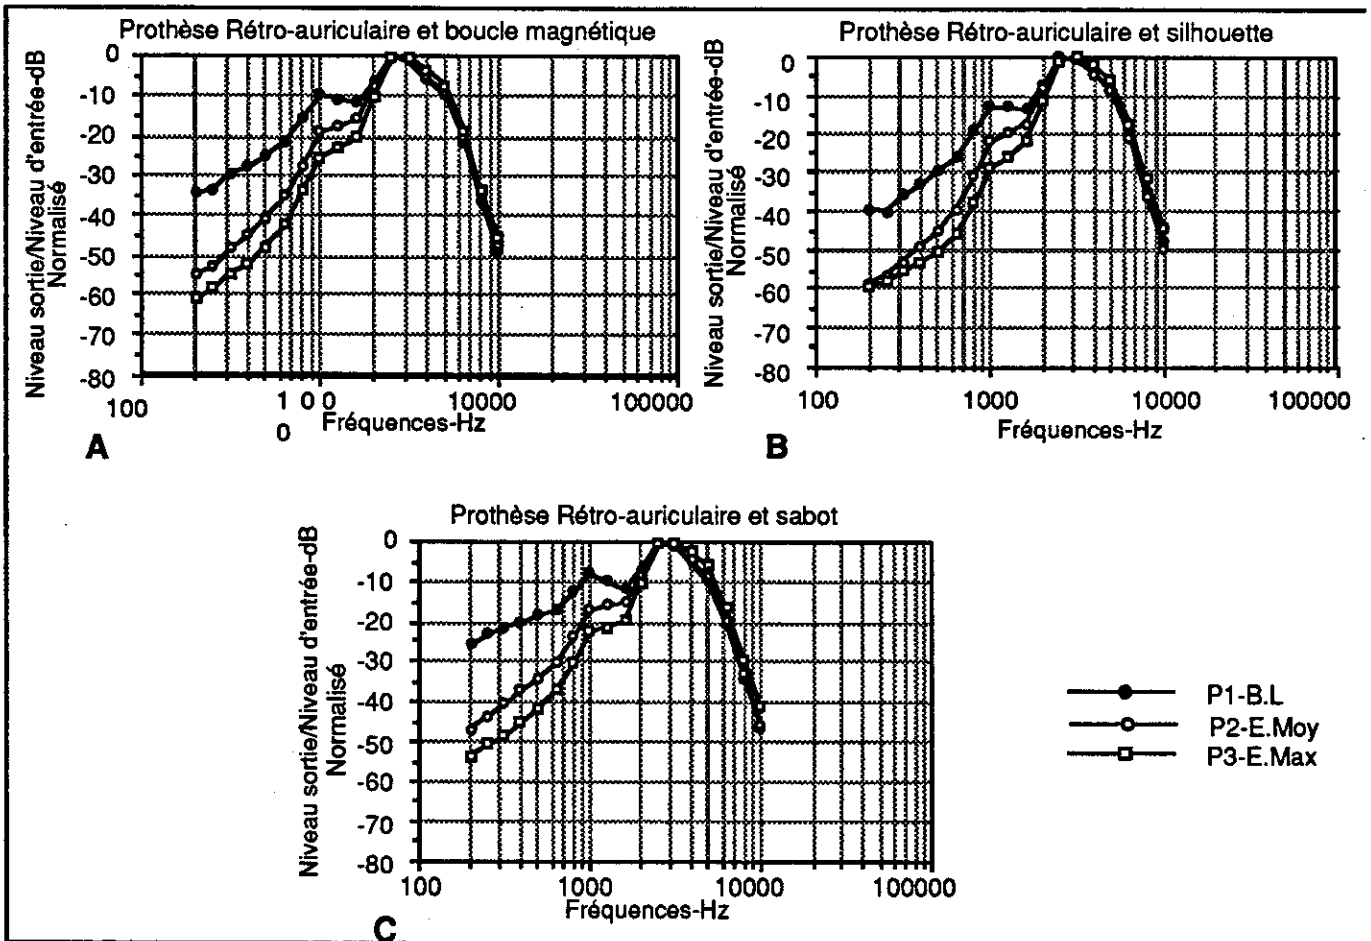 Prothèse Rétro-auriculaire et boucle magnétique
Niveau sortie/Niveau d'entrée-dB
Normalisé
0
-10
-20
-30
-40
-50
-60
-70
-80
100
1 0 0
0
10000
100000
Fréquences-Hz
A
Prothèse Rétro-auriculaire et silhouette
Niveau sortie/Niveau d'entrée-dB
Normalisé
0
-10
-20
-30
-40
-50
-60
-70
-80
100
1000
10000
100000
Fréquences-Hz
B
Prothèse Rétro-auriculaire et sabot
Niveau sortie/Niveau d'entrée-dB
Normalisé
0
-10
-20
-30
-40
-50
-60
-70
-80
100
1000
10000
100000
Fréquences-Hz
C
P1-B.L
P2-E.Moy
P3-E.Max